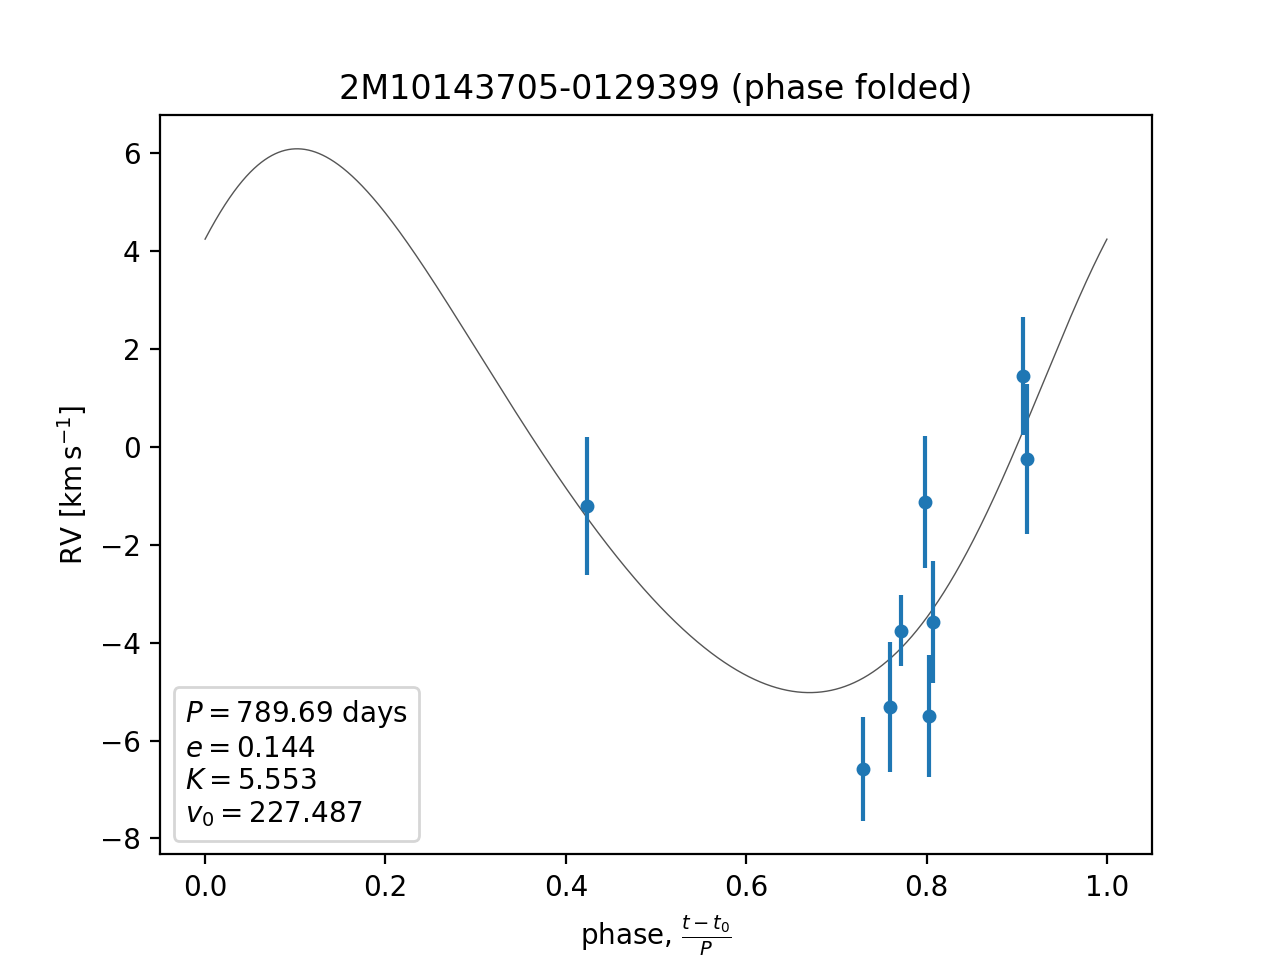 2M10143705-0129399 (phase folded)
RV [km s⁻¹]
6
4
2
0
−2
−4
−6
−8
P = 789.69 days
e = 0.144
K = 5.553
v₀ = 227.487
0.0 0.2 0.4 0.6 0.8 1.0
phase, (t − t₀)/P